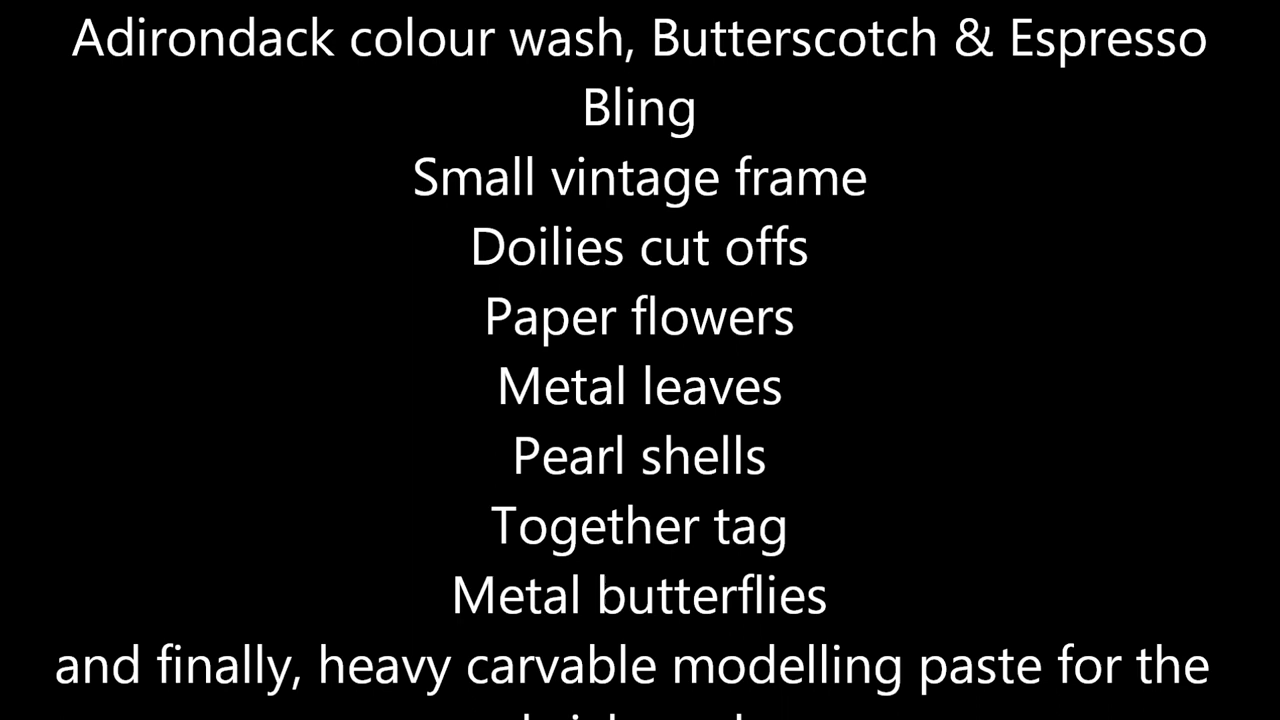 Adirondack colour wash, Butterscotch & Espresso
Bling
Small vintage frame
Doilies cut offs
Paper flowers
Metal leaves
Pearl shells
Together tag
Metal butterflies
and finally, heavy carvable modelling paste for the